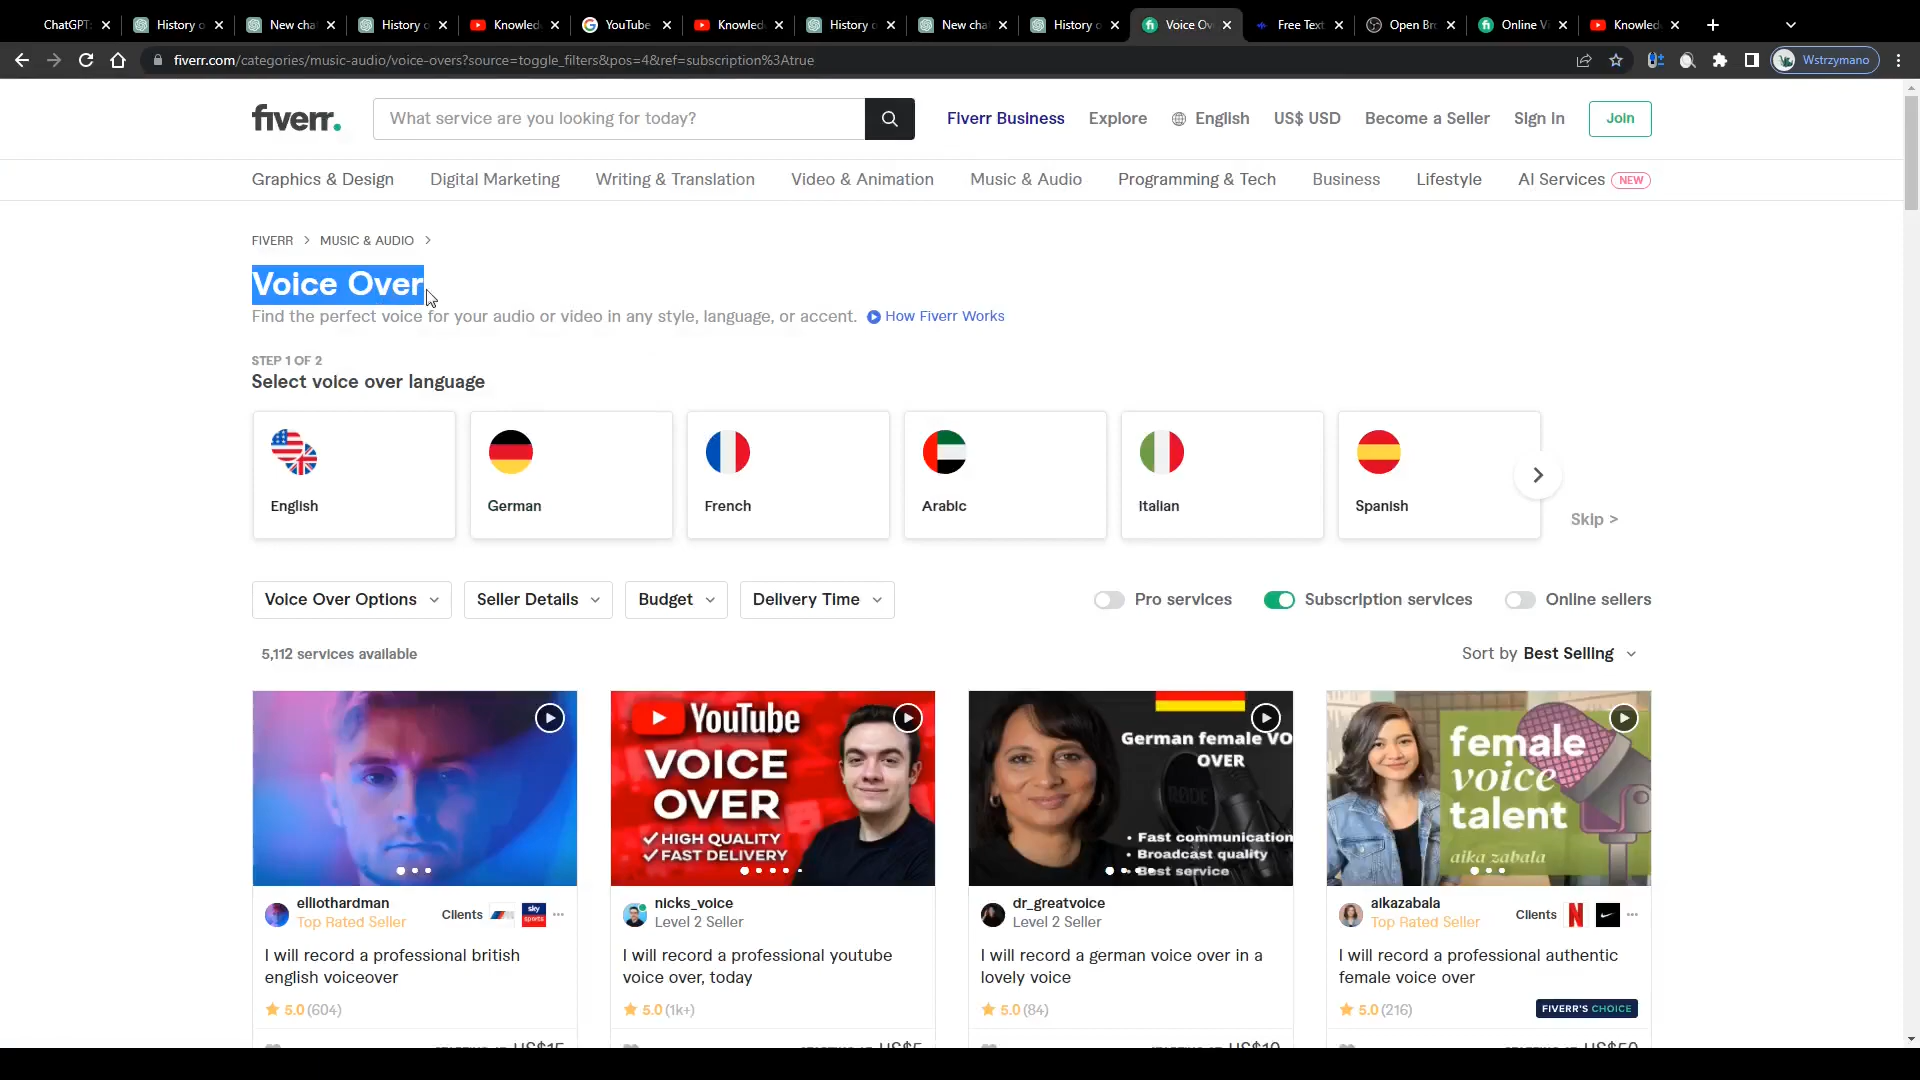 ChatGPT: History o New cha History o Knowled YouTube Knowled History o New cha History o Voice Ov Free Text Open Br Online V Knowled
fiverr.com/categories/music-audio/voice-overs?source=toggle_filters&pos=4&ref=subscription%3Atrue Wstrzymano
fiverr. What service are you looking for today? Fiverr Business Explore English US$ USD Become a Seller Sign In Join
Graphics & Design Digital Marketing Writing & Translation Video & Animation Music & Audio Programming & Tech Business Lifestyle AI Services NEW
FIVERR > MUSIC & AUDIO >
Voice Over
Find the perfect voice for your audio or video in any style, language, or accent. How Fiverr Works
STEP 1 OF 2
Select voice over language
English German French Arabic Italian Spanish
Skip >
Voice Over Options Seller Details Budget Delivery Time Pro services Subscription services Online sellers
5,112 services available Sort by Best Selling
YouTube
VOICE
OVER
✓HIGH QUALITY
✓FAST DELIVERY
German female VO
OVER
RØDE
• Fast communication
• Broadcast quality
• Best service
female
voice
talent
aika zabala
elliothardman
Top Rated Seller
Clients sky sports ...
nicks_voice
Level 2 Seller
dr_greatvoice
Level 2 Seller
aikazabala
Top Rated Seller
Clients N ...
I will record a professional british
english voiceover
I will record a professional youtube
voice over, today
I will record a german voice over in a
lovely voice
I will record a professional authentic
female voice over
5.0 (604)
5.0 (1k+)
5.0 (84)
5.0 (216) FIVERR'S CHOICE